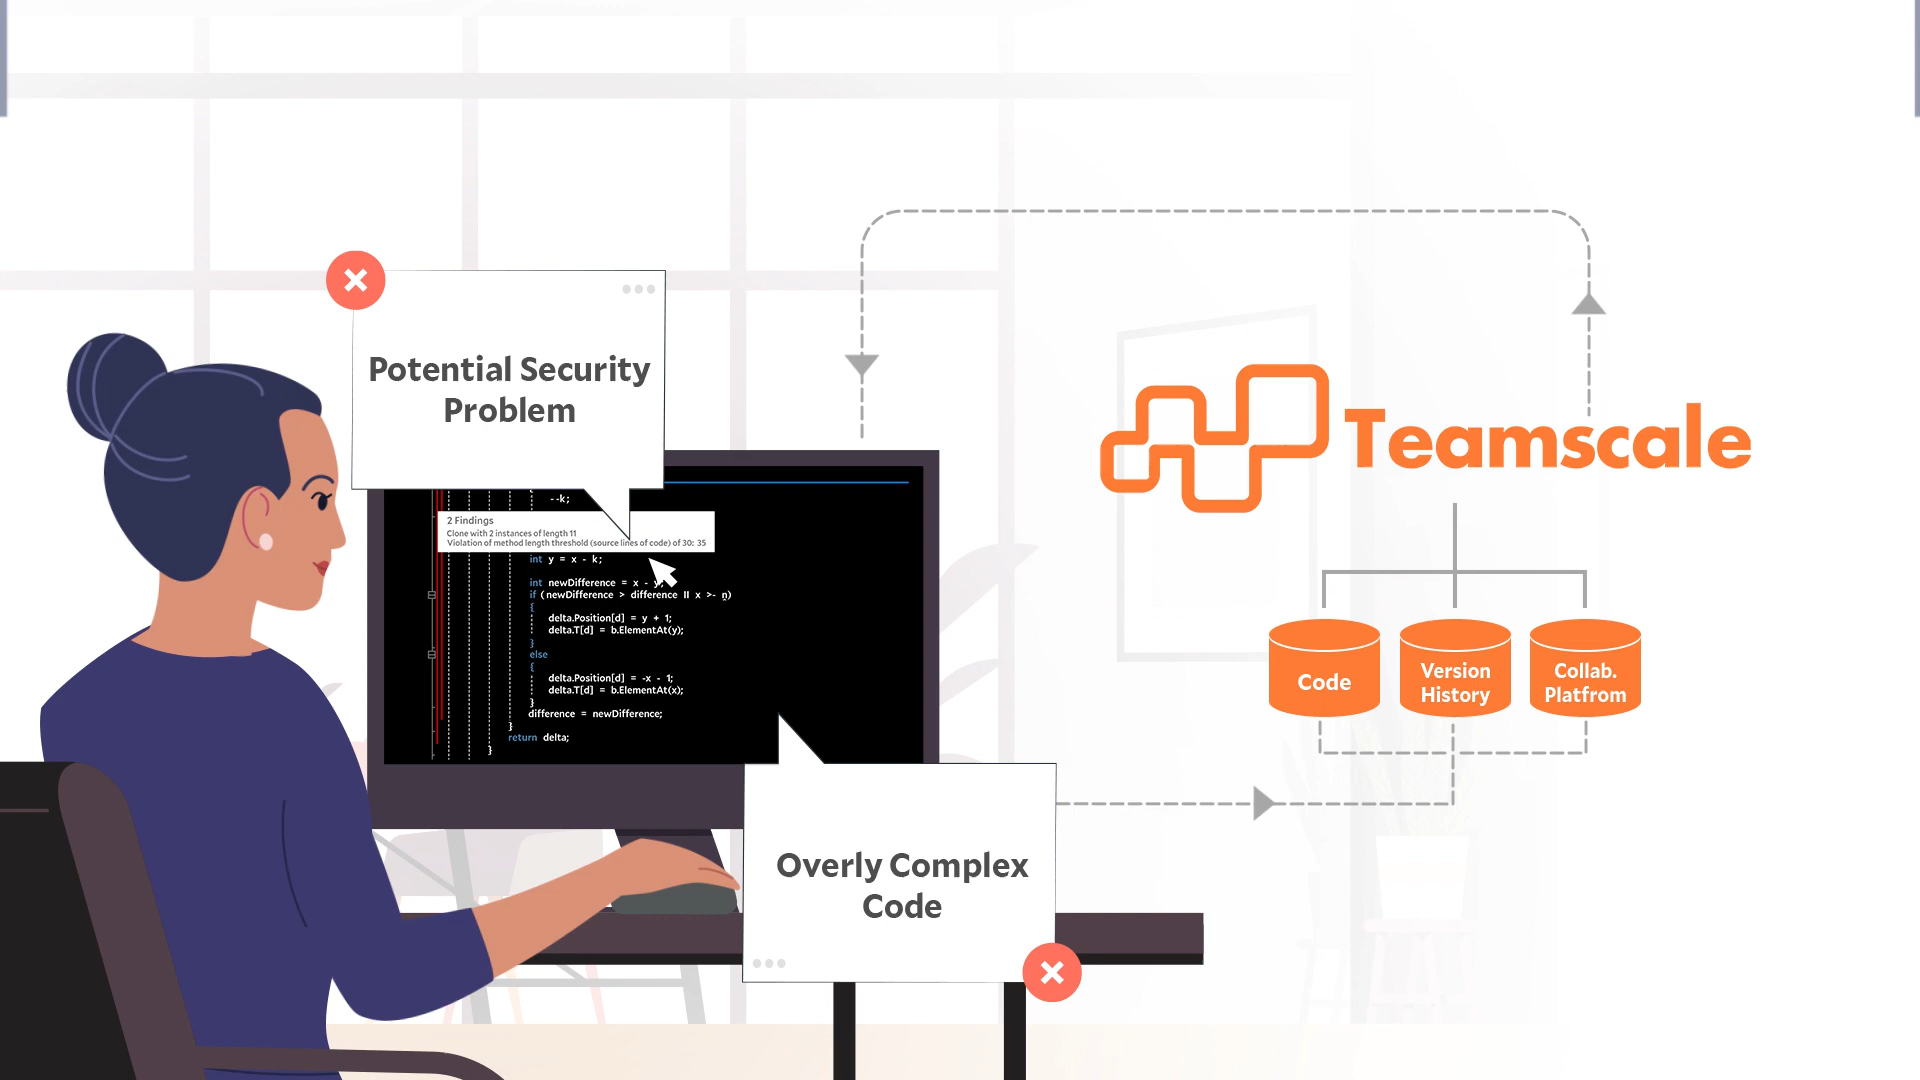 Potential Security
Problem
--k;
2 Findings
Clone with 2 instances of length 11
Violation of method length threshold (source lines of code) of 30: 35
int y = x - k;
int newDifference = x - y;
if (newDifference > difference || x >- n)
{
delta.Position[d] = y + 1;
delta.T[d] = b.ElementAt(y);
}
else
{
delta.Position[d] = -x - 1;
delta.T[d] = b.ElementAt(x);
}
difference = newDifference;
}
return delta;
}
Overly Complex
Code
Teamscale
Code
Version
History
Collab.
Platfrom